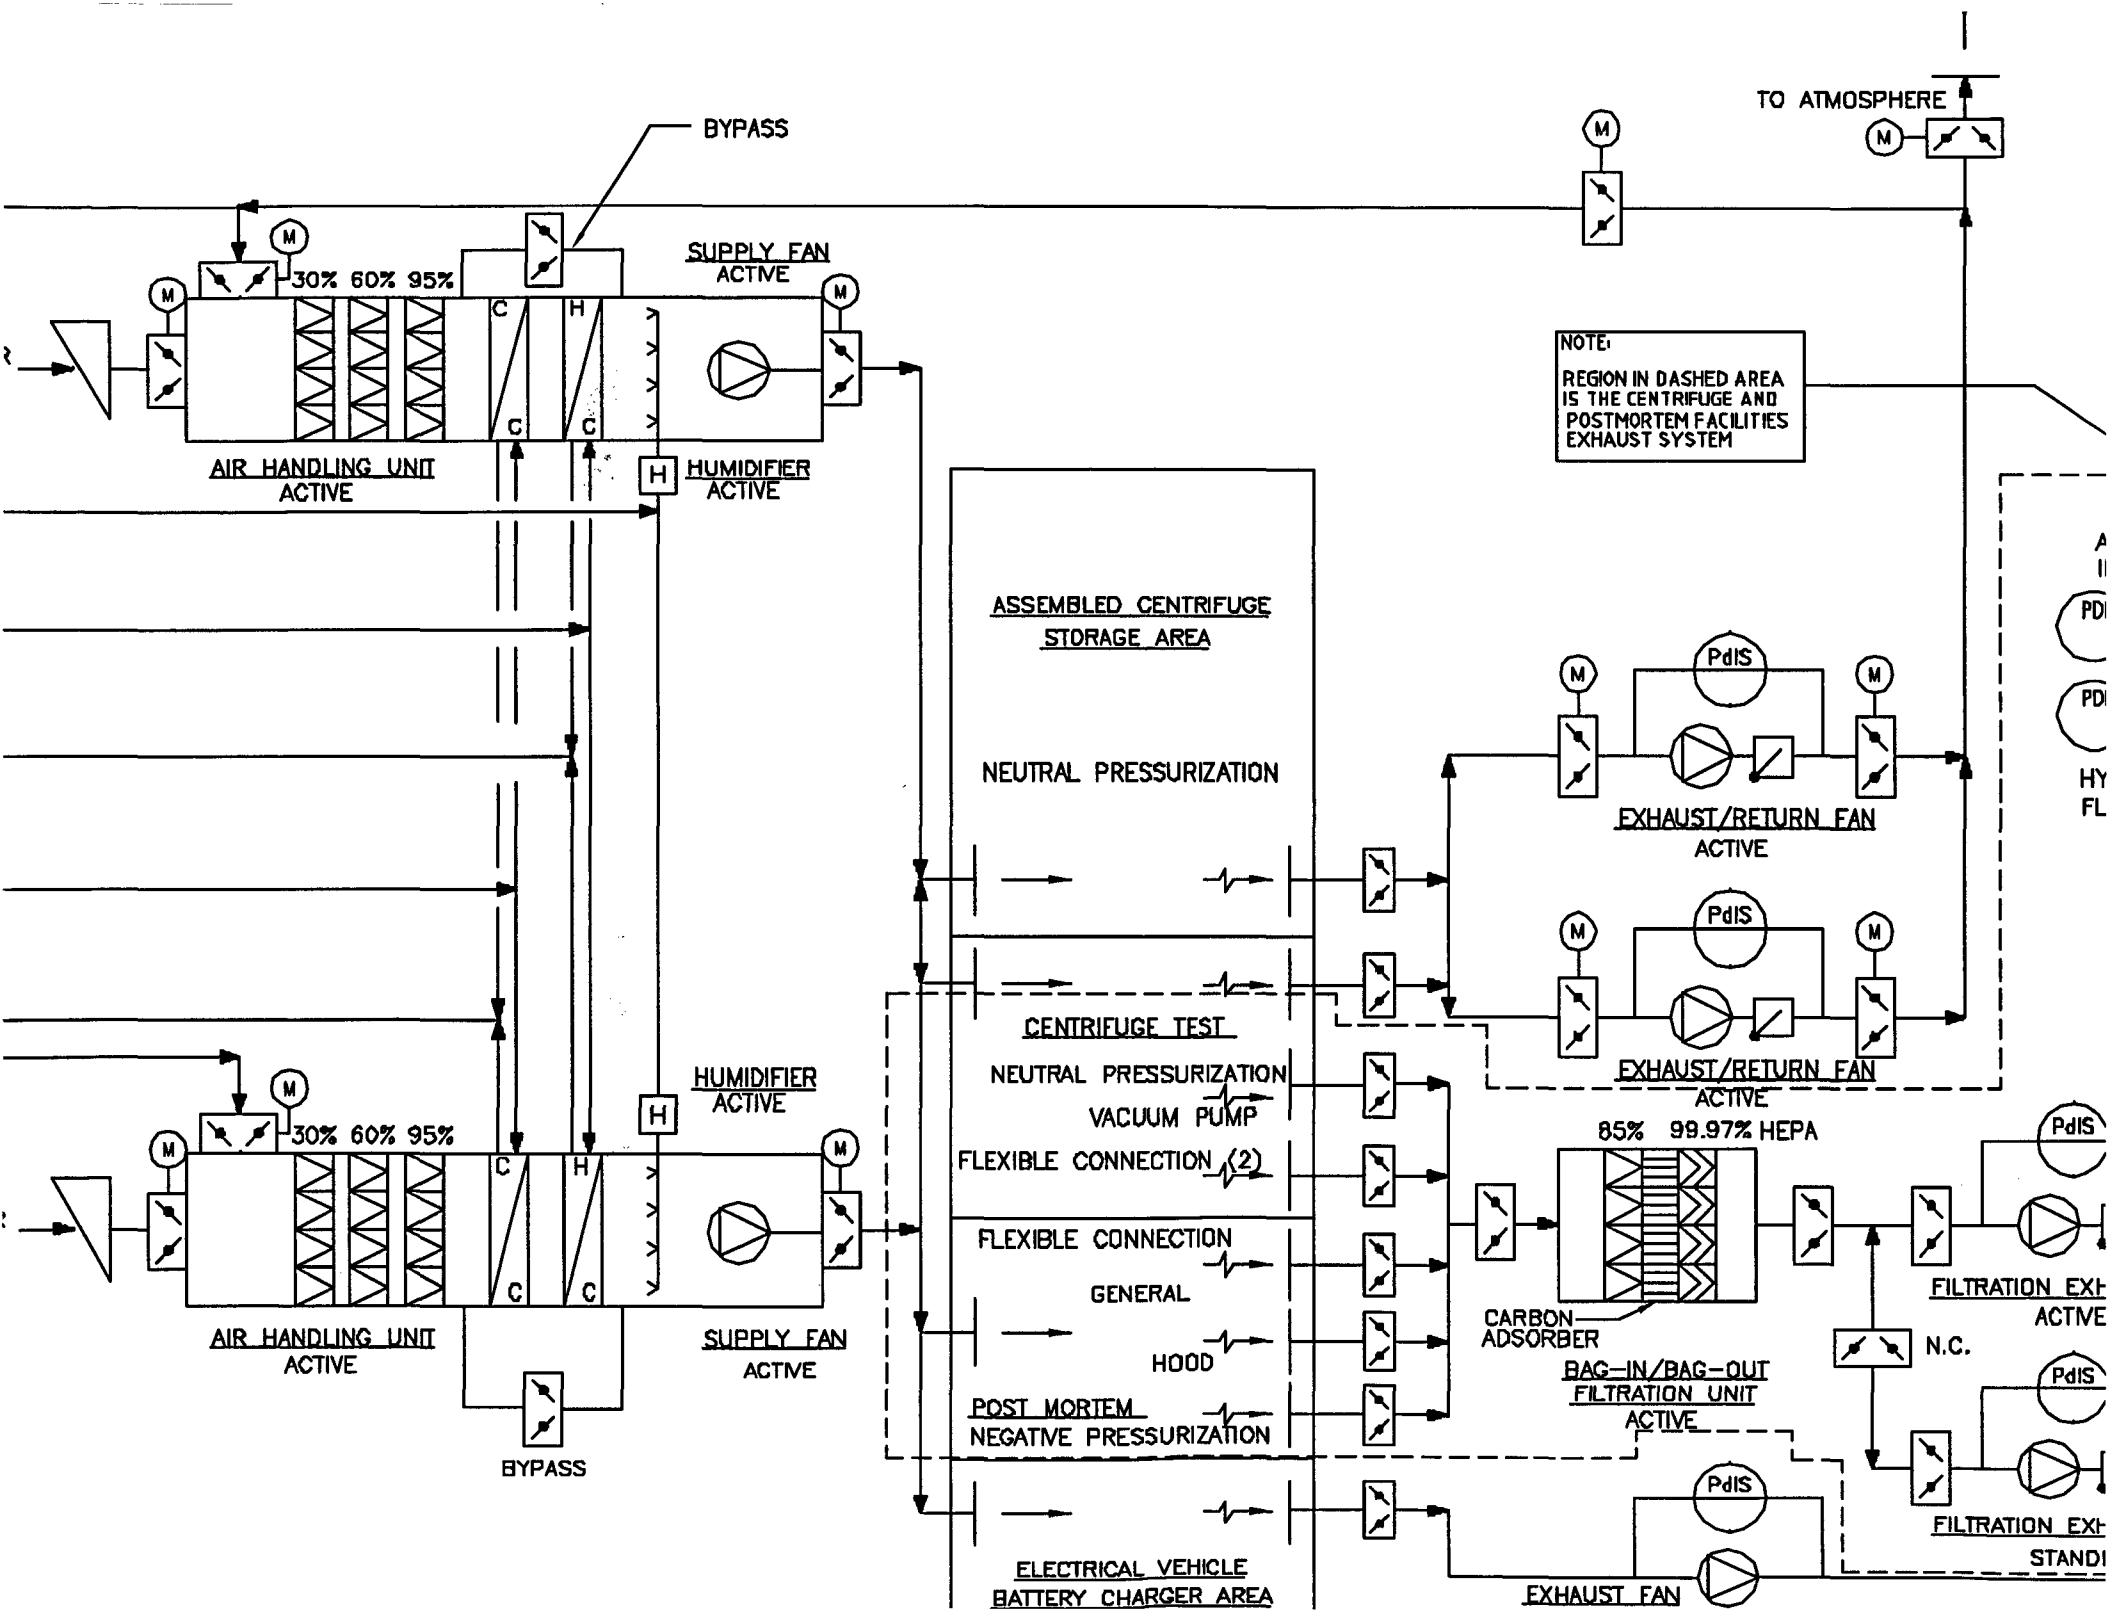 TO ATMOSPHERE
M
M
BYPASS
M
SUPPLY FAN
ACTIVE
30% 60% 95%
M
M
C
H
C
C
NOTE:
REGION IN DASHED AREA
IS THE CENTRIFUGE AND
POSTMORTEM FACILITIES
EXHAUST SYSTEM
AIR HANDLING UNIT
ACTIVE
H
HUMIDIFIER
ACTIVE
ASSEMBLED CENTRIFUGE
STORAGE AREA
NEUTRAL PRESSURIZATION
M
PdIS
M
EXHAUST/RETURN FAN
ACTIVE
M
PdIS
M
EXHAUST/RETURN FAN
ACTIVE
CENTRIFUGE TEST
NEUTRAL PRESSURIZATION
VACUUM PUMP
FLEXIBLE CONNECTION (2)
FLEXIBLE CONNECTION
GENERAL
HOOD
POST MORTEM
NEGATIVE PRESSURIZATION
HUMIDIFIER
ACTIVE
H
M
30% 60% 95%
M
M
C
H
C
C
AIR HANDLING UNIT
ACTIVE
SUPPLY FAN
ACTIVE
BYPASS
85% 99.97% HEPA
CARBON
ADSORBER
BAG-IN/BAG-OUT
FILTRATION UNIT
ACTIVE
PdIS
FILTRATION EXH
ACTIVE
N.C.
PdIS
FILTRATION EXH
STANDB
PdIS
EXHAUST FAN
ELECTRICAL VEHICLE
BATTERY CHARGER AREA
HY
FL